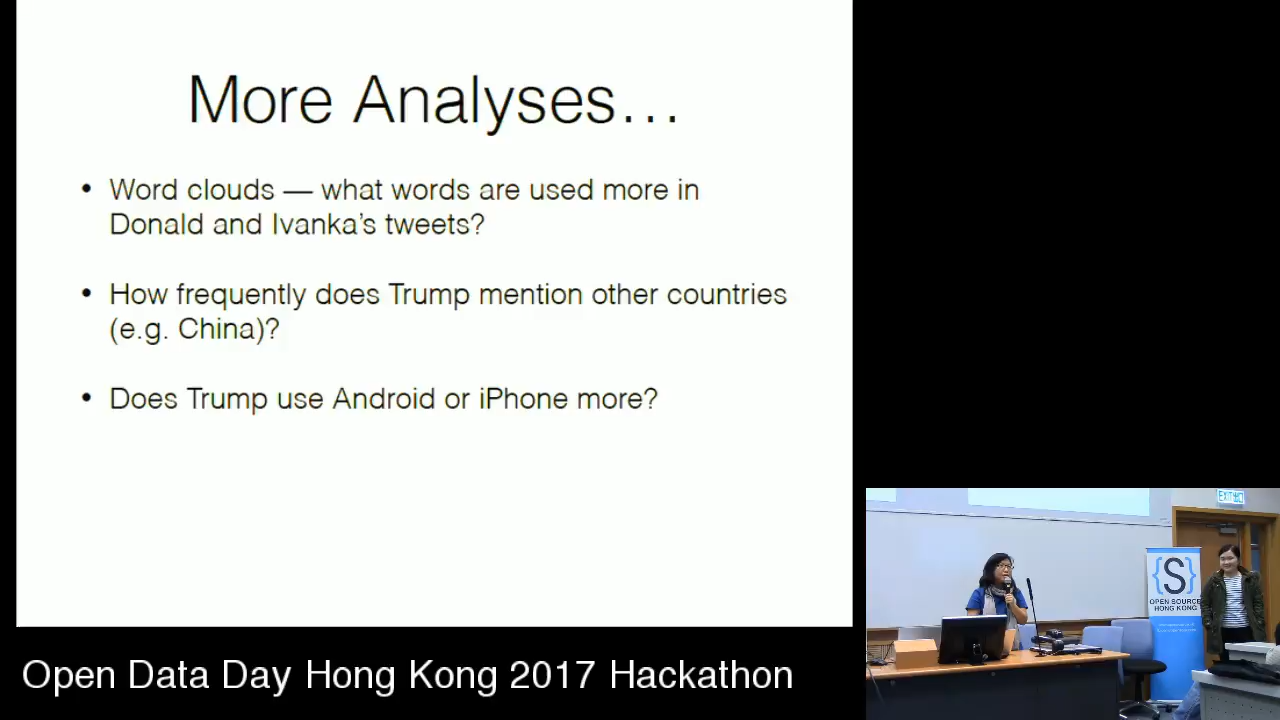 More Analyses…
• Word clouds — what words are used more in
Donald and Ivanka's tweets?
• How frequently does Trump mention other countries
(e.g. China)?
• Does Trump use Android or iPhone more?
EXIT 出
{S}
OPEN SOURCE
HONG KONG
Open Data Day Hong Kong 2017 Hackathon